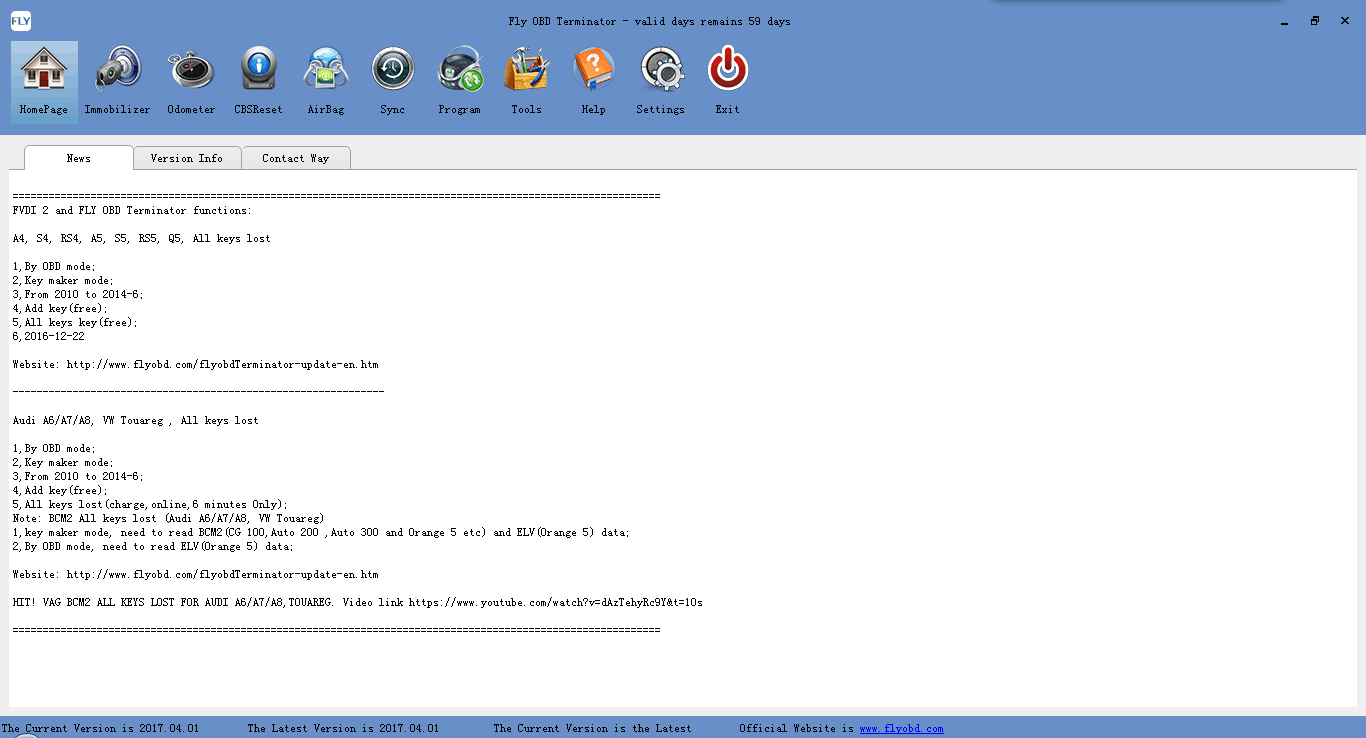 FLY
Fly OBD Terminator - valid days remains 59 days
HomePage Immobilizer Odometer CBSReset AirBag Sync Program Tools Help Settings Exit
News Version Info Contact Way
============================================================================================================
FVDI 2 and FLY OBD Terminator functions:
A4, S4, RS4, A5, S5, RS5, Q5, All keys lost
1,By OBD mode;
2,Key maker mode;
3,From 2010 to 2014-6;
4,Add key(free);
5,All keys key(free);
6,2016-12-22
Website: http://www.flyobd.com/flyobdTerminator-update-en.htm
--------------------------------------------------------------
Audi A6/A7/A8, VW Touareg , All keys lost
1,By OBD mode;
2,Key maker mode;
3,From 2010 to 2014-6;
4,Add key(free);
5,All keys lost(charge,online,6 minutes Only);
Note: BCM2 All keys lost (Audi A6/A7/A8, VW Touareg)
1,key maker mode, need to read BCM2(CG 100,Auto 200 ,Auto 300 and Orange 5 etc) and ELV(Orange 5) data;
2,By OBD mode, need to read ELV(Orange 5) data;
Website: http://www.flyobd.com/flyobdTerminator-update-en.htm
HIT! VAG BCM2 ALL KEYS LOST FOR AUDI A6/A7/A8,TOUAREG. Video link https://www.youtube.com/watch?v=dAzTehyRc9Y&t=10s
============================================================================================================
The Current Version is 2017.04.01 The Latest Version is 2017.04.01 The Current Version is the Latest Official Website is www.flyobd.com